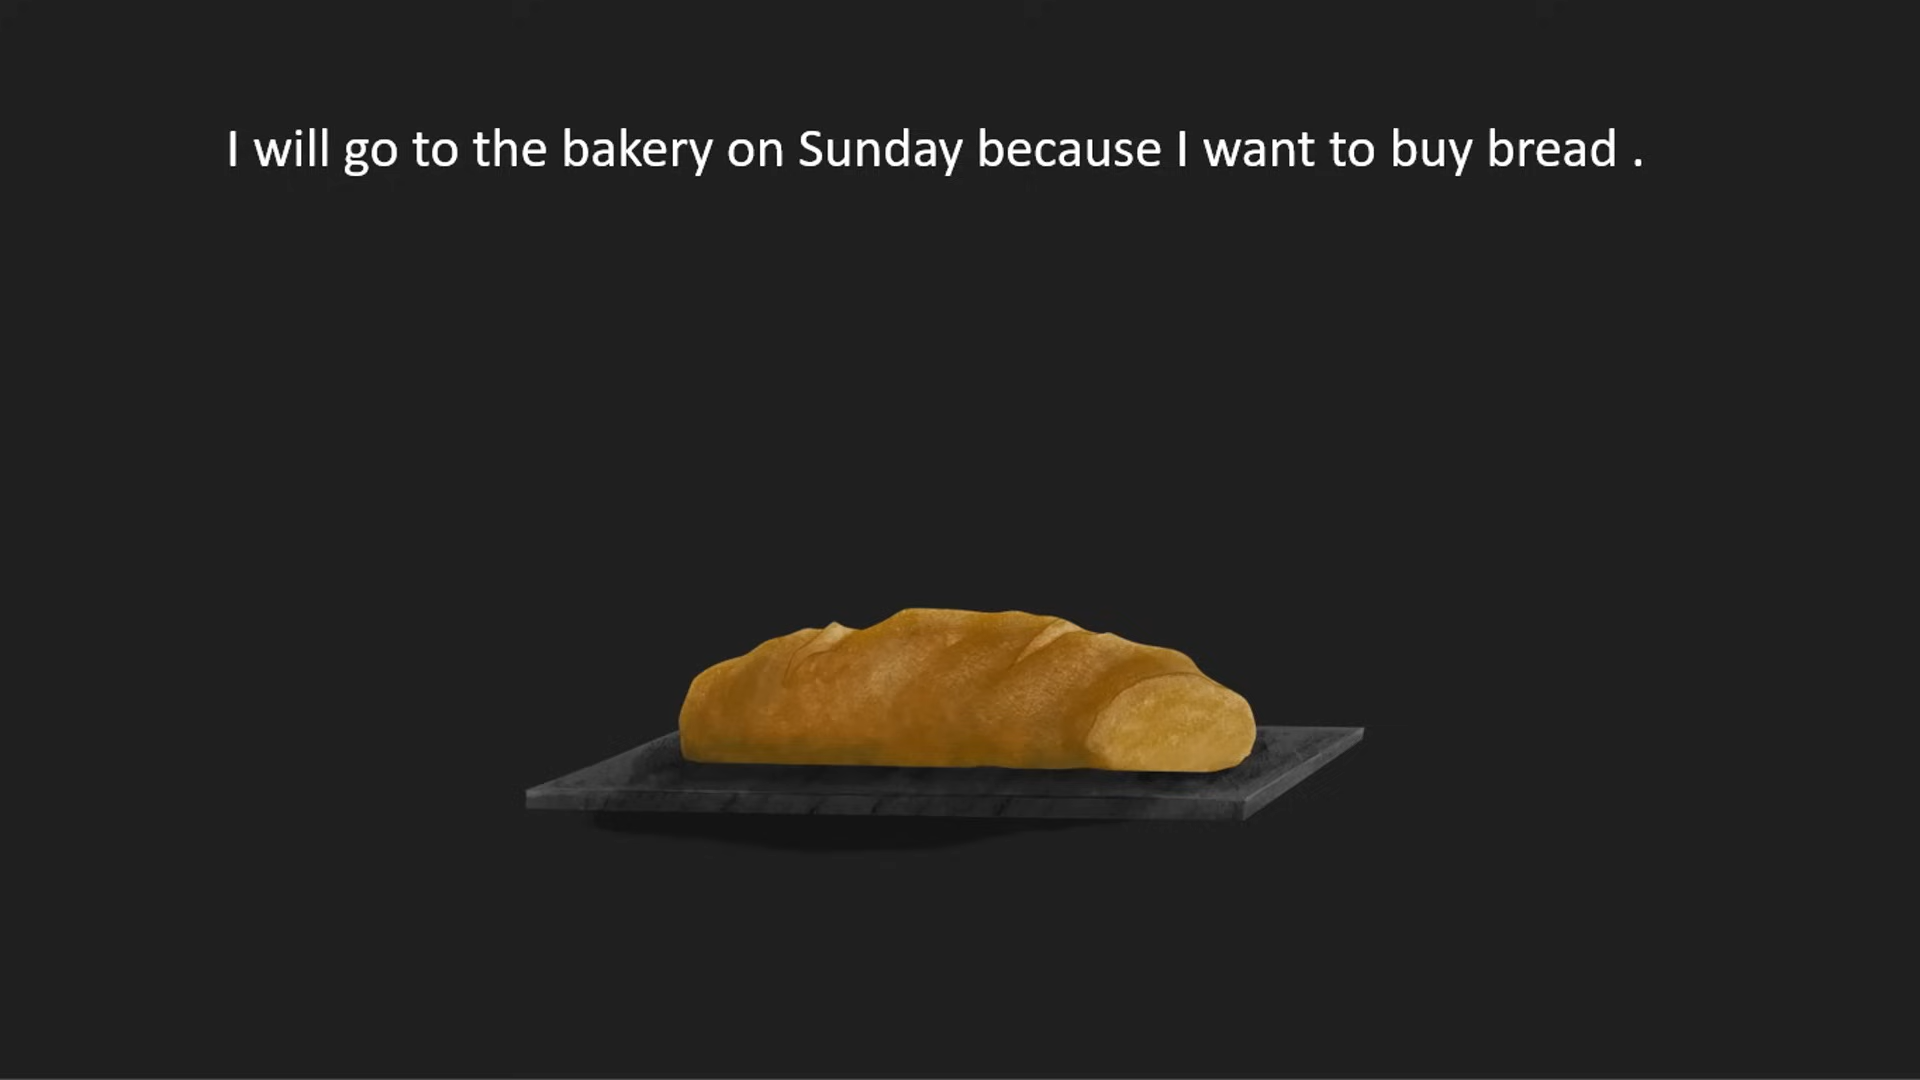 I will go to the bakery on Sunday because I want to buy bread .